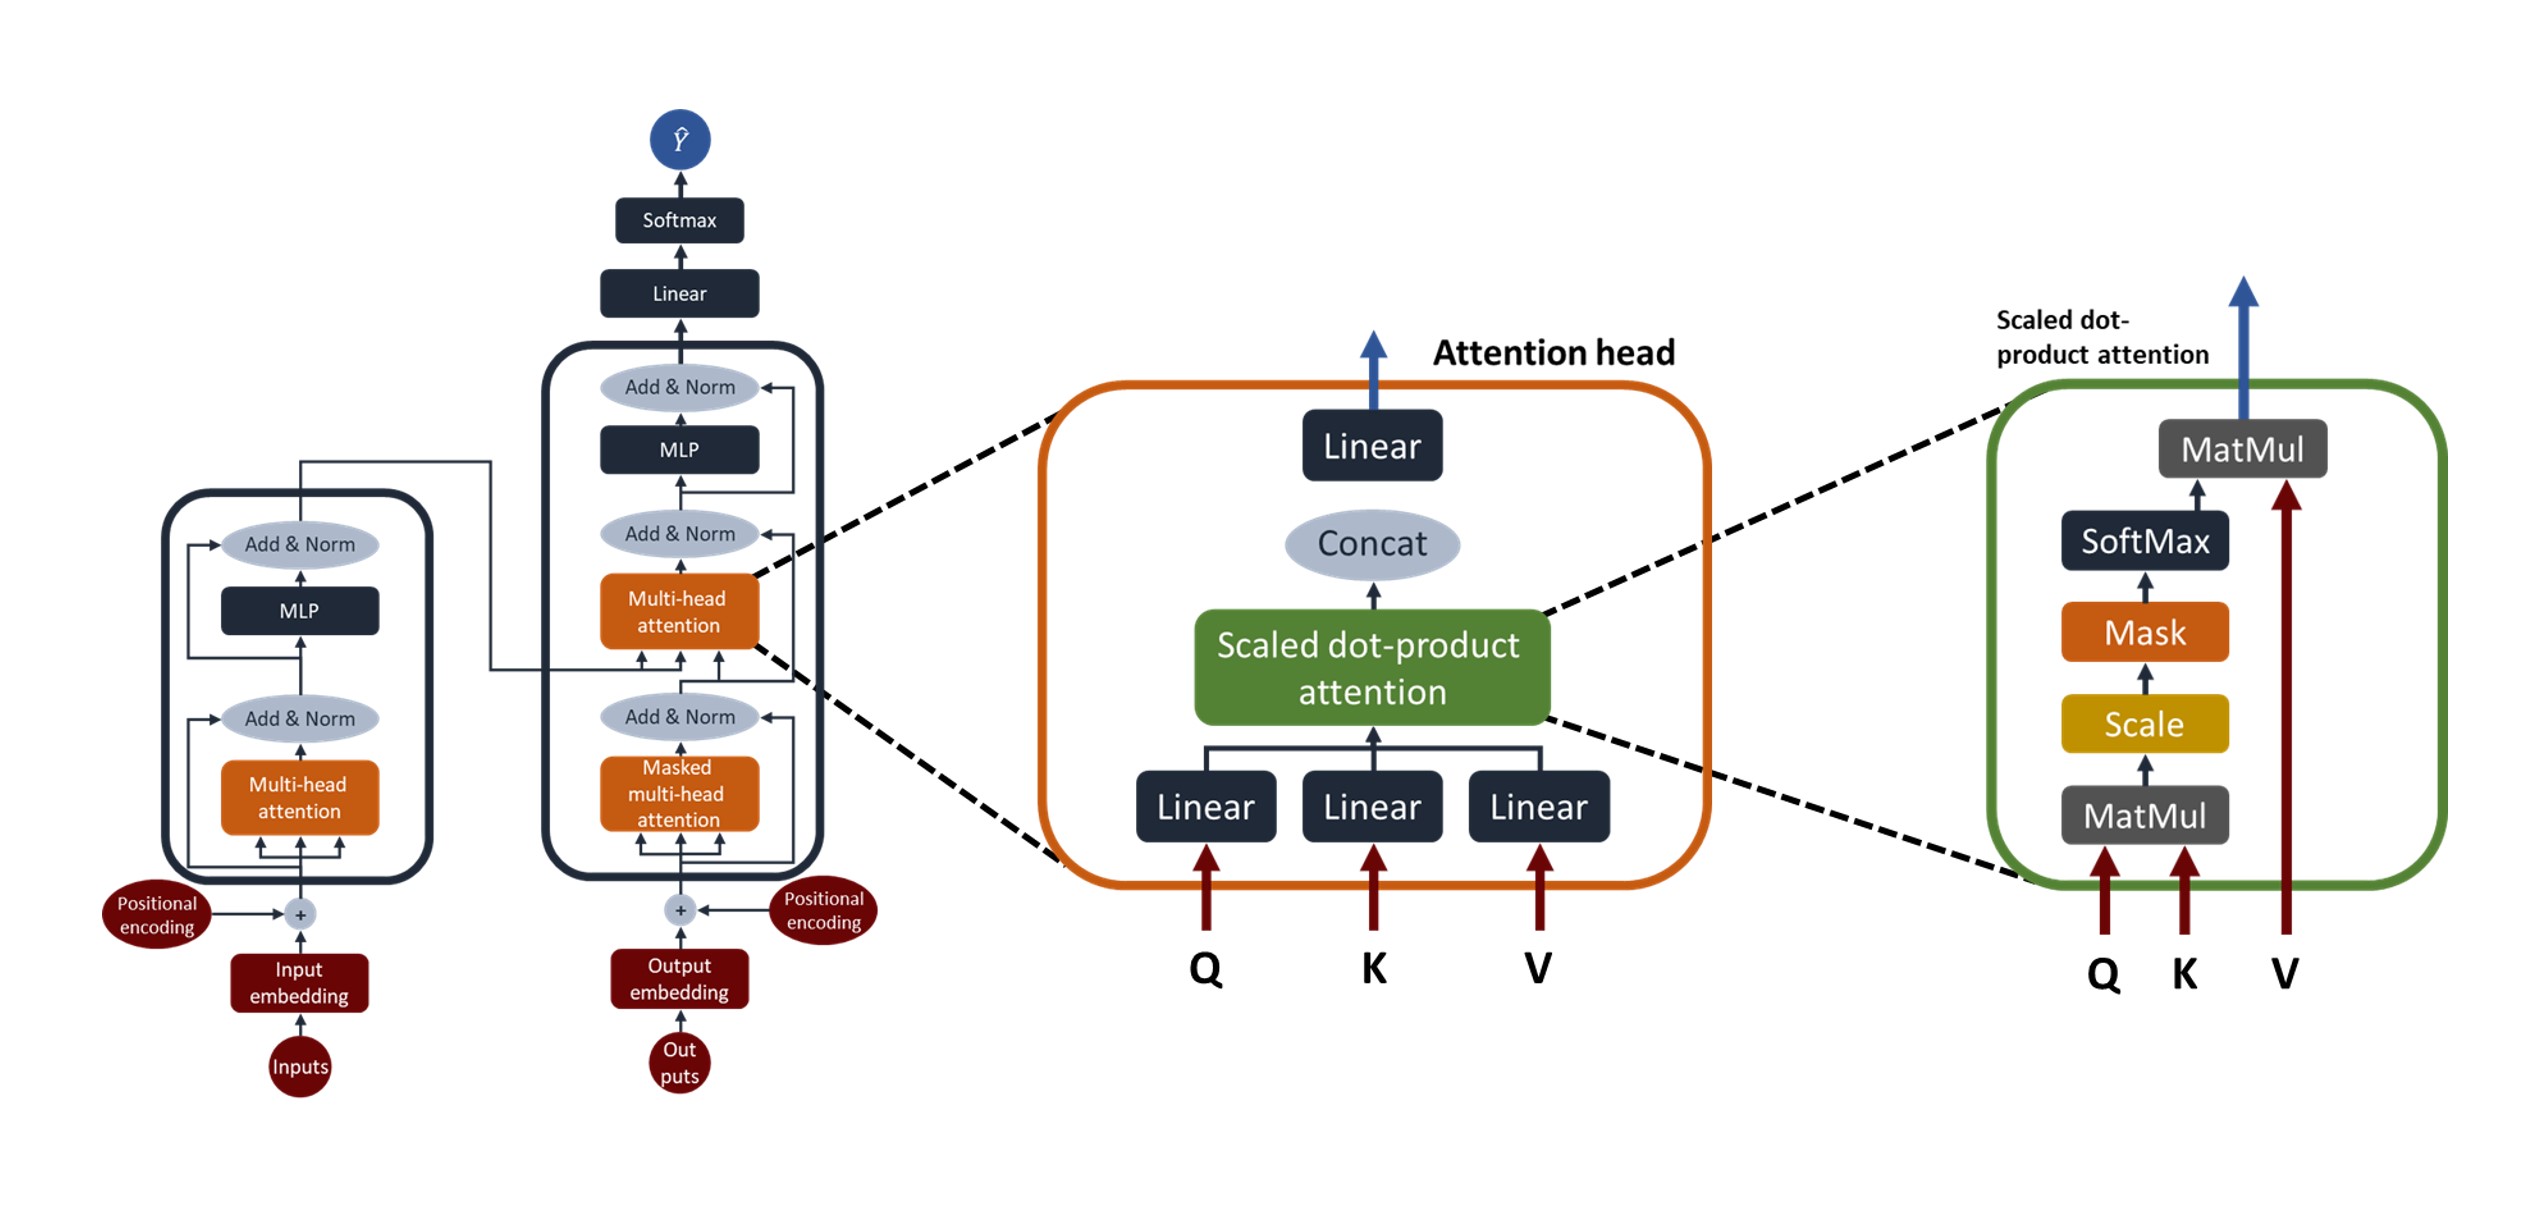 Ŷ
Softmax
Linear
Add & Norm
MLP
Add & Norm
Multi-head
attention
Add & Norm
Masked
multi-head
attention
Positional
encoding
+
Output
embedding
Out
puts
Add & Norm
MLP
Add & Norm
Multi-head
attention
Positional
encoding
+
Input
embedding
Inputs
Attention head
Linear
Concat
Scaled dot-product
attention
Linear Linear Linear
Q K V
Scaled dot-
product attention
MatMul
SoftMax
Mask
Scale
MatMul
Q K V